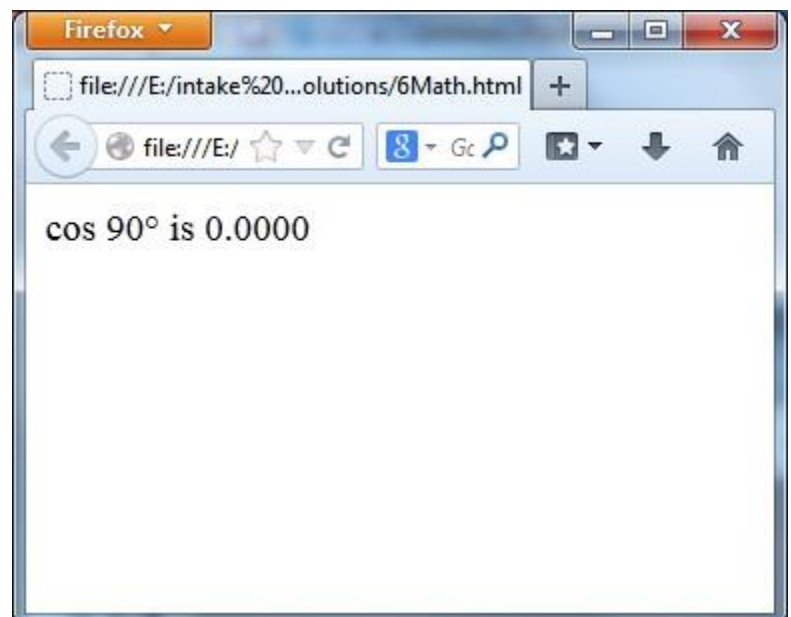 Firefox
file:///E:/intake%20...olutions/6Math.html
file:///E:/
8
Gc
cos 90° is 0.0000